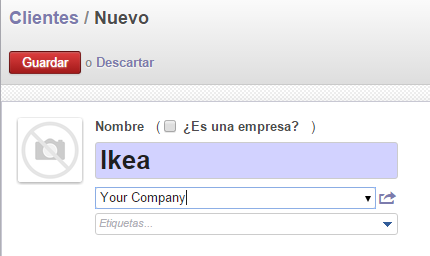 Clientes / Nuevo
Guardar o Descartar
Nombre ( ¿Es una empresa? )
Ikea
Your Company
Etiquetas...